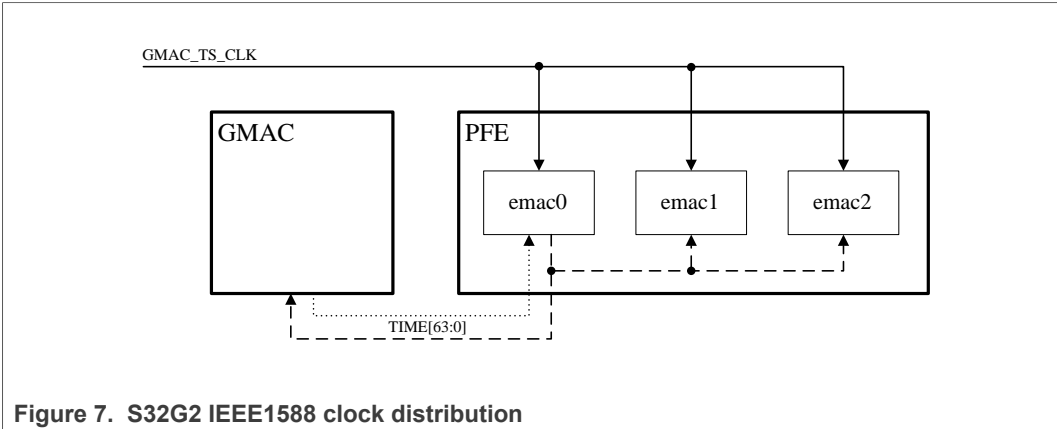 GMAC_TS_CLK
GMAC
PFE
emac0
emac1
emac2
TIME[63:0]
Figure 7. S32G2 IEEE1588 clock distribution